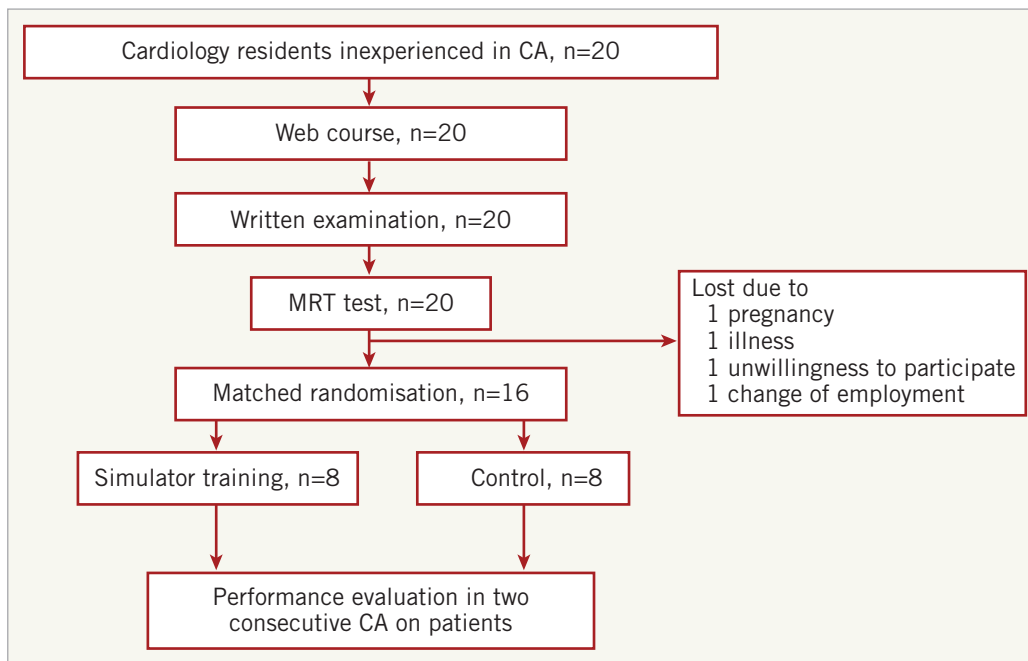 Cardiology residents inexperienced in CA, n=20
Web course, n=20
Written examination, n=20
MRT test, n=20
Lost due to
1 pregnancy
1 illness
1 unwillingness to participate
1 change of employment
Matched randomisation, n=16
Simulator training, n=8
Control, n=8
Performance evaluation in two
consecutive CA on patients